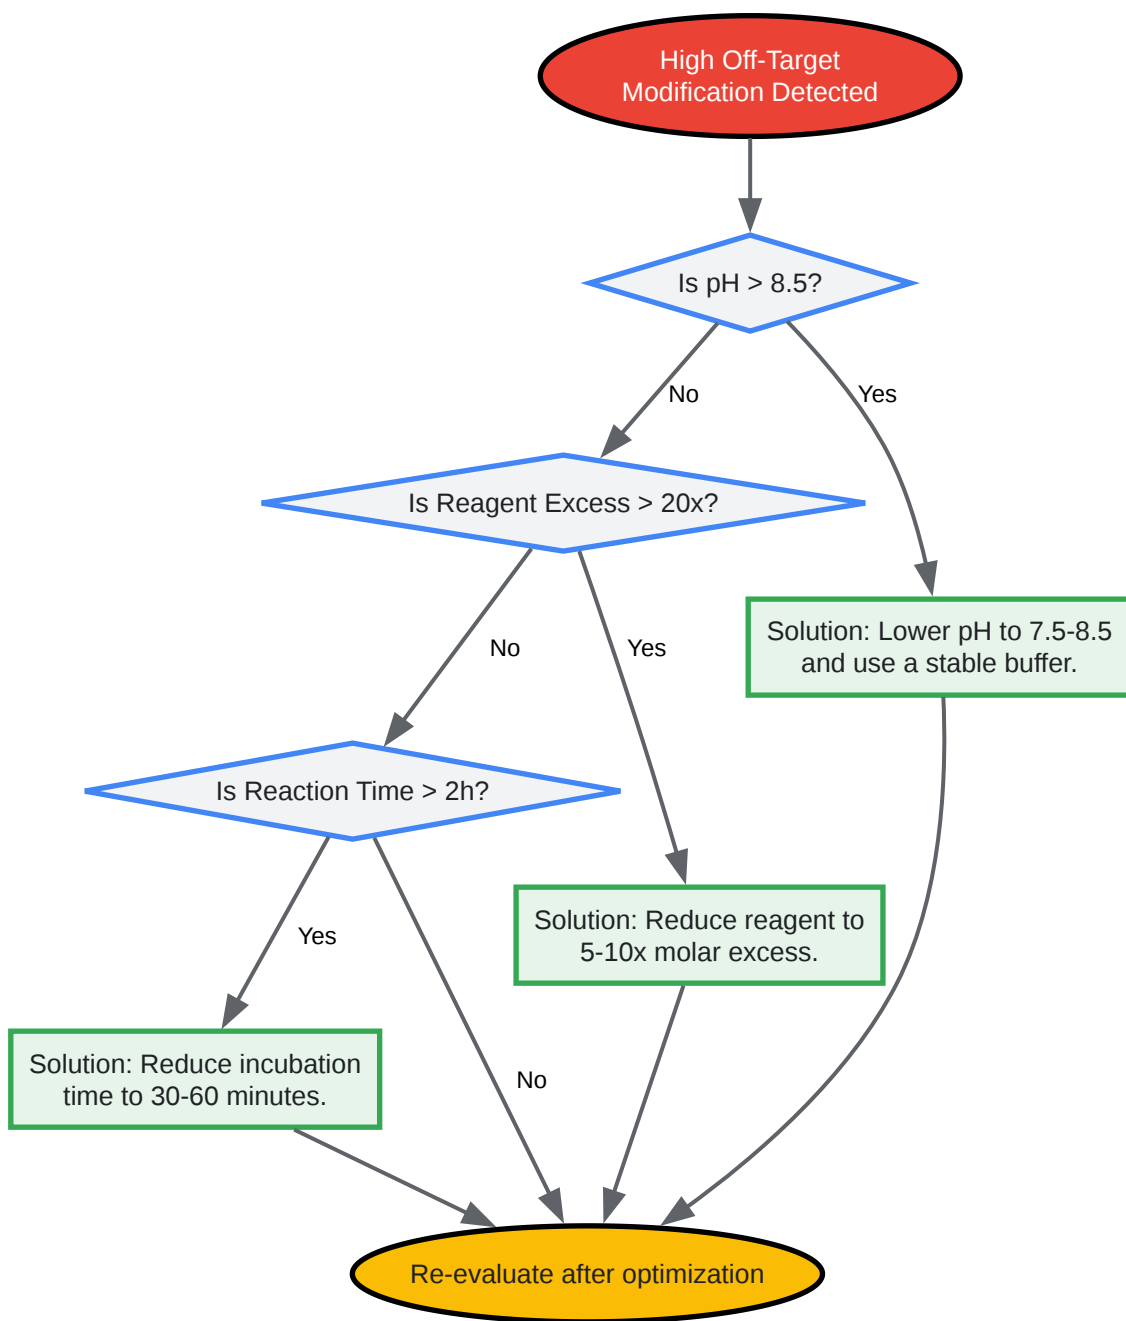 High Off-Target
Modification Detected
Is pH > 8.5?
No
Yes
Is Reagent Excess > 20x?
No
Yes
Solution: Lower pH to 7.5-8.5
and use a stable buffer.
Is Reaction Time > 2h?
Yes
No
Solution: Reduce reagent to
5-10x molar excess.
Solution: Reduce incubation
time to 30-60 minutes.
Re-evaluate after optimization